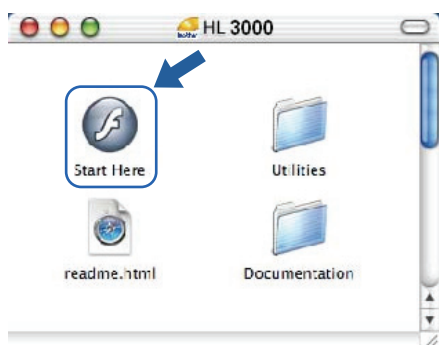 HL 3000
Start Here
Utilities
readme.html
Documentation